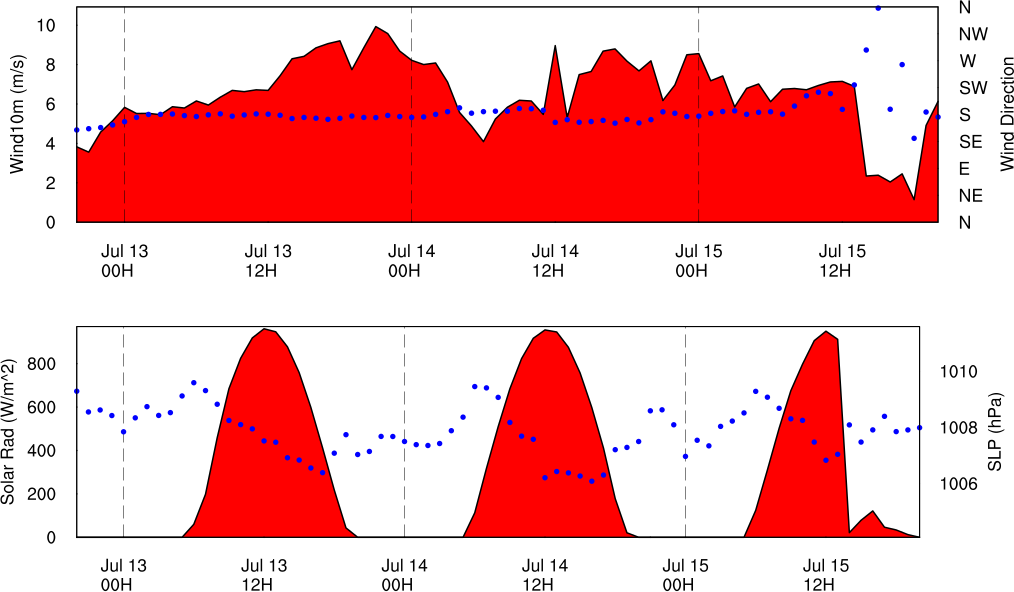 10
8
6
4
2
0
Wind10m (m/s)
N
NW
W
SW
S
SE
E
NE
N
Wind Direction
Jul 13 Jul 13 Jul 14 Jul 14 Jul 15 Jul 15
00H 12H 00H 12H 00H 12H
800
600
400
200
0
Solar Rad (W/m^2)
1010
1008
1006
SLP (hPa)
Jul 13 Jul 13 Jul 14 Jul 14 Jul 15 Jul 15
00H 12H 00H 12H 00H 12H